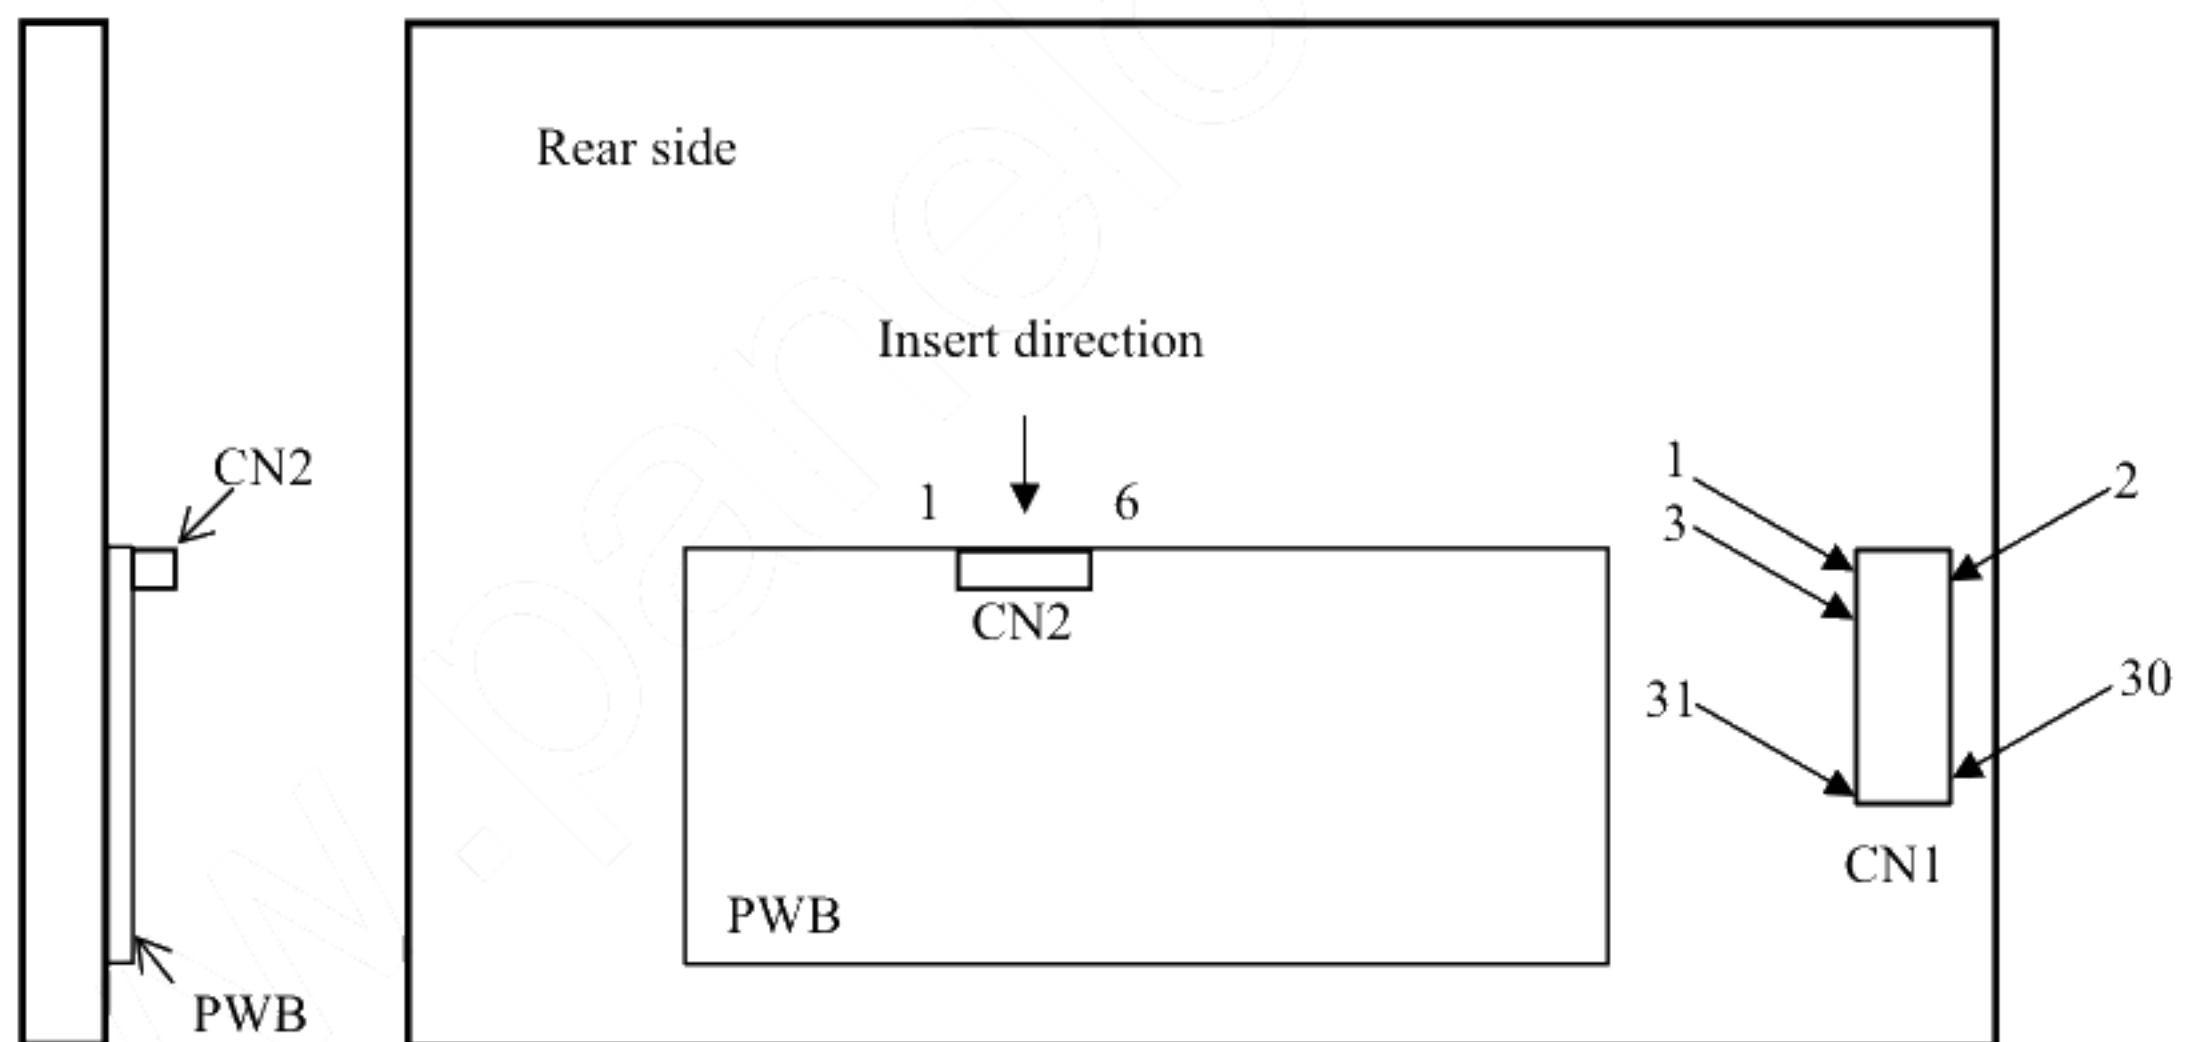 Rear side
Insert direction
CN2
1
6
1
2
3
CN2
31
30
CN1
PWB
PWB